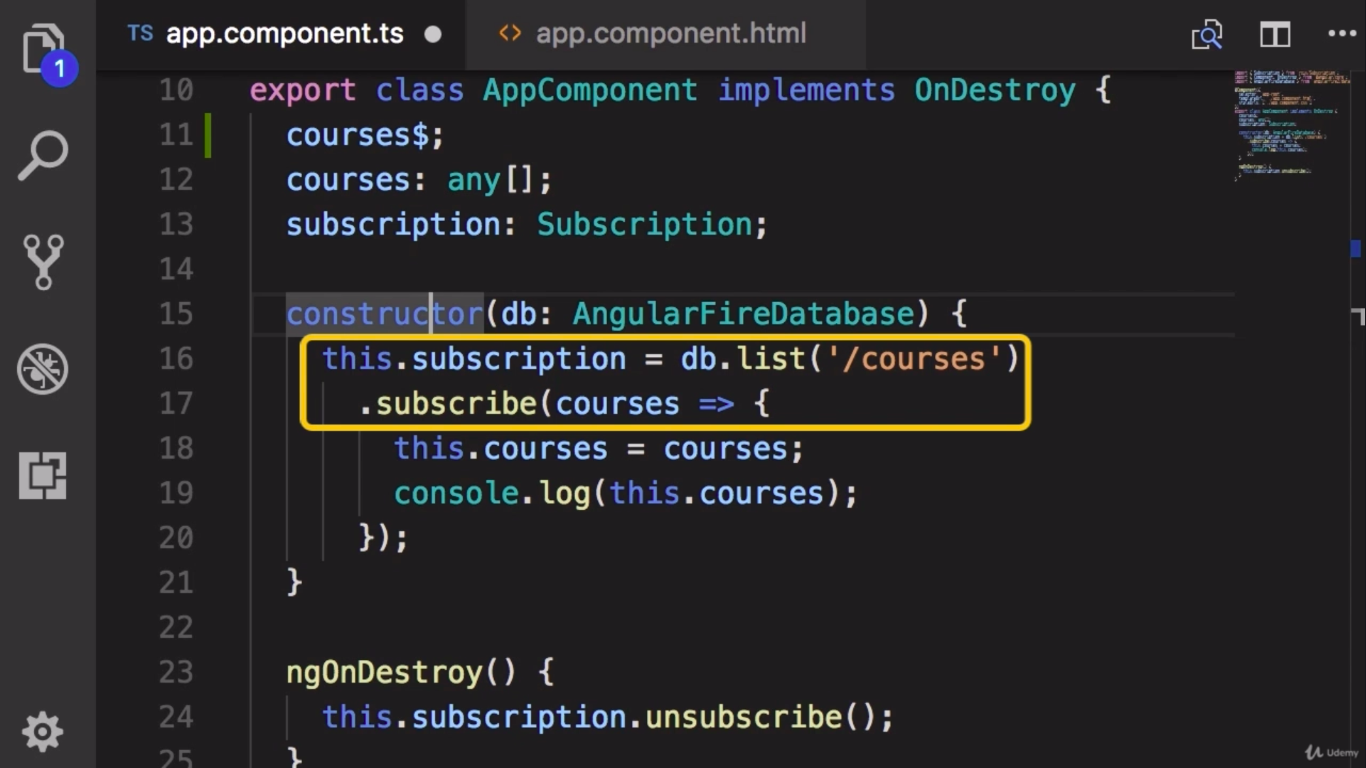 TS app.component.ts
<> app.component.html
1
10 export class AppComponent implements OnDestroy {
11 courses$;
12 courses: any[];
13 subscription: Subscription;
14
15 constructor(db: AngularFireDatabase) {
16 this.subscription = db.list('/courses')
17 .subscribe(courses => {
18 this.courses = courses;
19 console.log(this.courses);
20 });
21 }
22
23 ngOnDestroy() {
24 this.subscription.unsubscribe();
25 }
Udemy